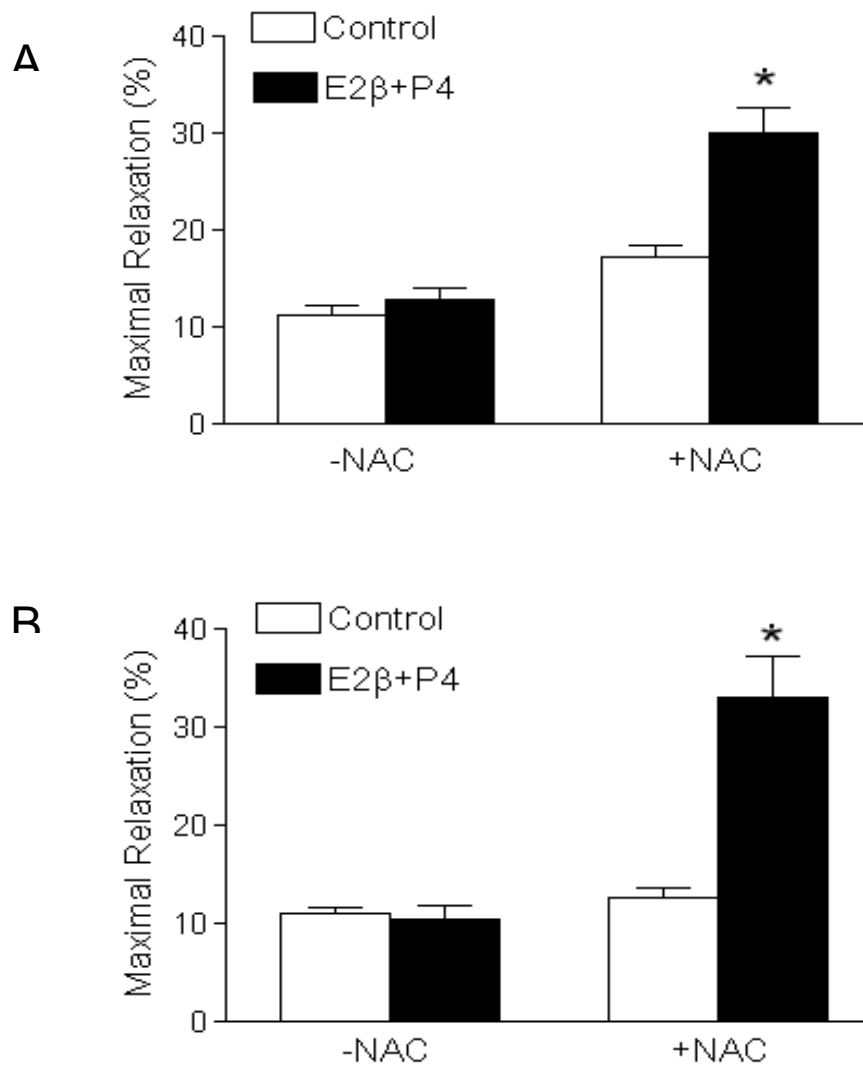 A
Maximal Relaxation (%)
40
30
20
10
0
Control
E2β+P4
*
-NAC
+NAC
B
Maximal Relaxation (%)
40
30
20
10
0
Control
E2β+P4
*
-NAC
+NAC